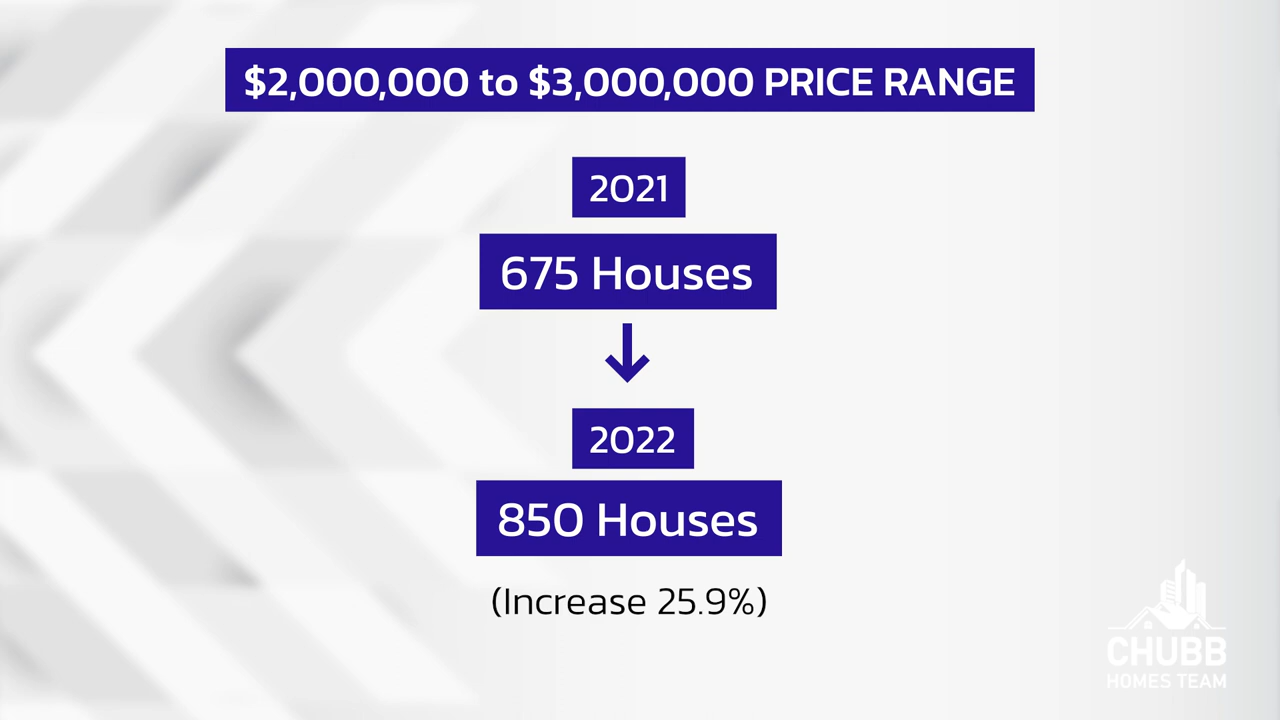 $2,000,000 to $3,000,000 PRICE RANGE
2021
675 Houses
2022
850 Houses
(Increase 25.9%)
CHUBB
HOMES TEAM